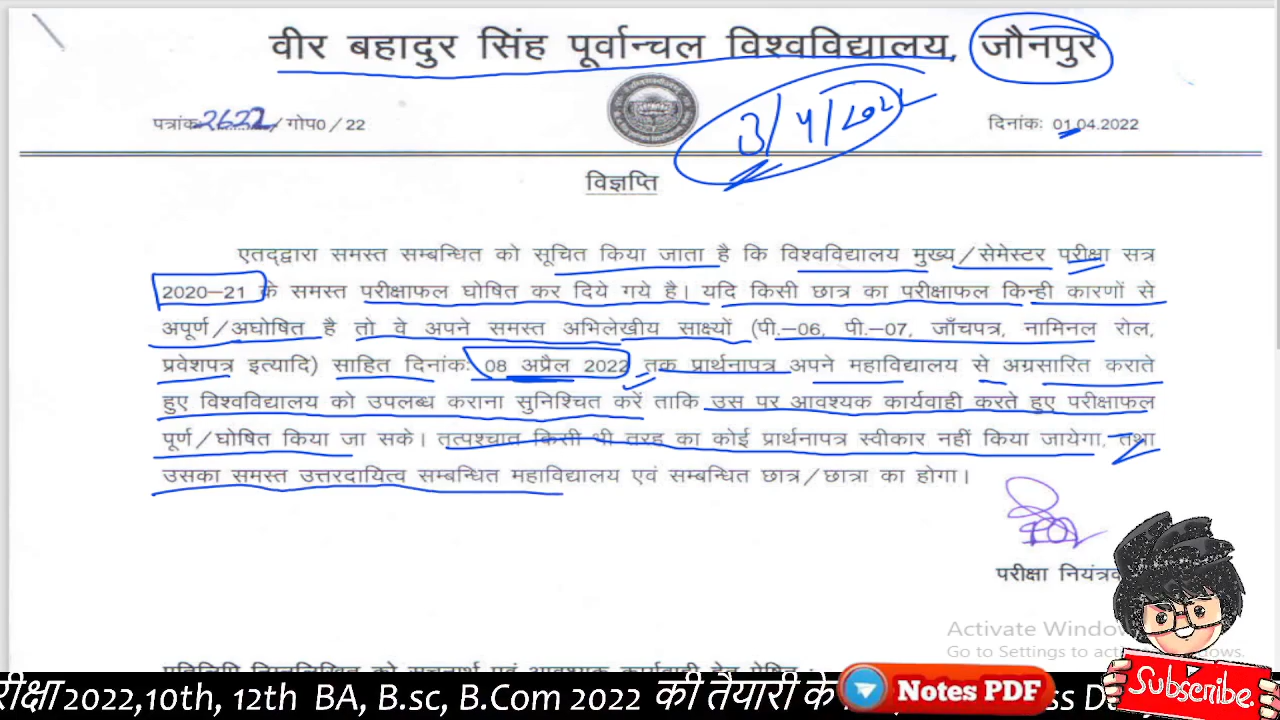 वीर बहादुर सिंह पूर्वान्चल विश्वविद्यालय, जौनपुर
पत्रांक 2622/गोप0/22
3/4/2022
दिनांकः 01.04.2022
विज्ञप्ति
एतद्द्वारा समस्त सम्बन्धित को सूचित किया जाता है कि विश्वविद्यालय मुख्य/सेमेस्टर परीक्षा सत्र
2020–21 के समस्त परीक्षाफल घोषित कर दिये गये है। यदि किसी छात्र का परीक्षाफल किन्ही कारणों से
अपूर्ण/अघोषित है तो वे अपने समस्त अभिलेखीय साक्ष्यों (पी.–06, पी.–07, जाँचपत्र, नामिनल रोल,
प्रवेशपत्र इत्यादि) साहित दिनांकः 08 अप्रैल 2022 तक प्रार्थनापत्र अपने महाविद्यालय से अग्रसारित कराते
हुए विश्वविद्यालय को उपलब्ध कराना सुनिश्चित करें ताकि उस पर आवश्यक कार्यवाही करते हुए परीक्षाफल
पूर्ण/घोषित किया जा सके। तृत्पश्चात किसी भी तरह का कोई प्रार्थनापत्र स्वीकार नहीं किया जायेगा, तथा
उसका समस्त उत्तरदायित्व सम्बन्धित महाविद्यालय एवं सम्बन्धित छात्र/छात्रा का होगा।
परीक्षा नियंत्रक
Activate Windo
Go to Settings to acti ows.
Subscribe
रीक्षा 2022,10th, 12th BA, B.sc, B.Com 2022 की तैयारी के
Notes PDF